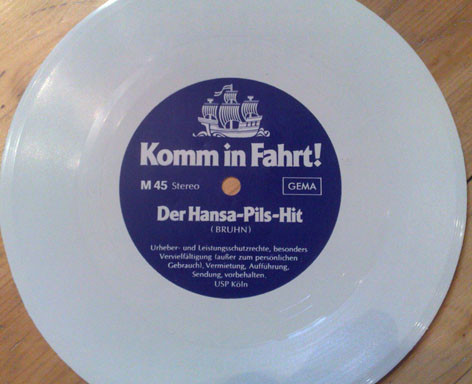 Komm in Fahrt!
M 45 Stereo GEMA
Der Hansa-Pils-Hit
(BRUHN)
Urheber- und Leistungsschutzrechte, besonders
Vervielfältigung (außer zum persönlichen
Gebrauch), Vermietung, Aufführung,
Sendung, vorbehalten.
USP Köln